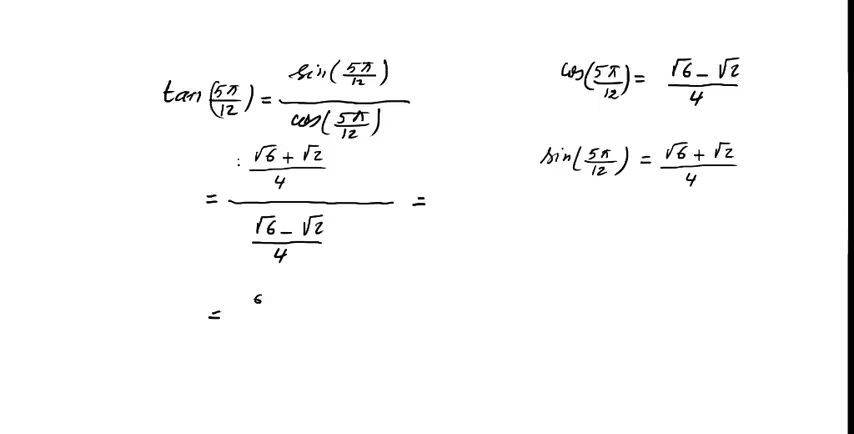 tan(5π/12) = sin(5π/12) / cos(5π/12)
= ((√6 + √2)/4) / ((√6 - √2)/4) =
= 6
cos(5π/12) = (√6 - √2)/4
sin(5π/12) = (√6 + √2)/4